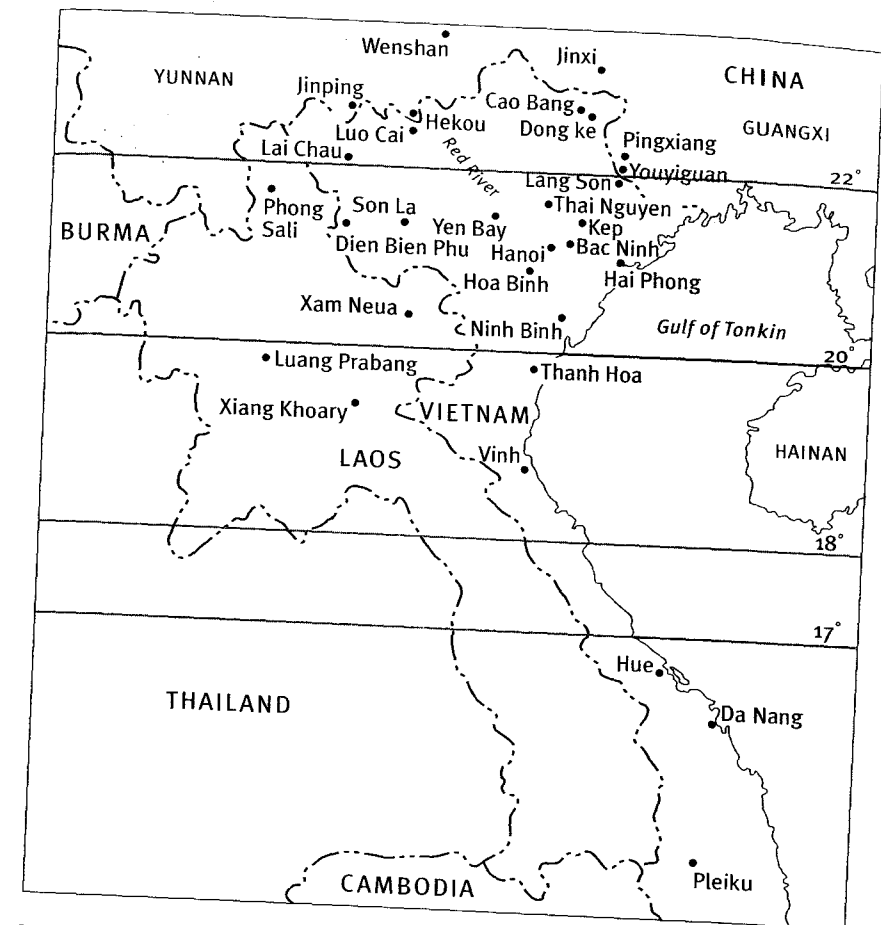 Wenshan
Jinxi
YUNNAN
CHINA
Jinping
Cao Bang
Hekou
Dong ke
GUANGXI
Luo Cai
Pingxiang
Lai Chau
Red River
Youyiguan
Lang Son
22°
Phong
Sali
Son La
Thai Nguyen
BURMA
Yen Bay
Kep
Dien Bien Phu
Hanoi
Bac Ninh
Hoa Binh
Hai Phong
Xam Neua
Ninh Binh
Gulf of Tonkin
20°
Luang Prabang
Thanh Hoa
Xiang Khoary
VIETNAM
HAINAN
LAOS
Vinh
18°
17°
Hue
THAILAND
Da Nang
CAMBODIA
Pleiku